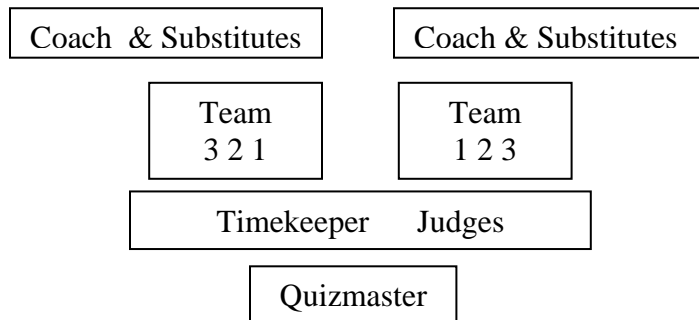 Coach & Substitutes
Coach & Substitutes
Team
3 2 1
Team
1 2 3
Timekeeper Judges
Quizmaster